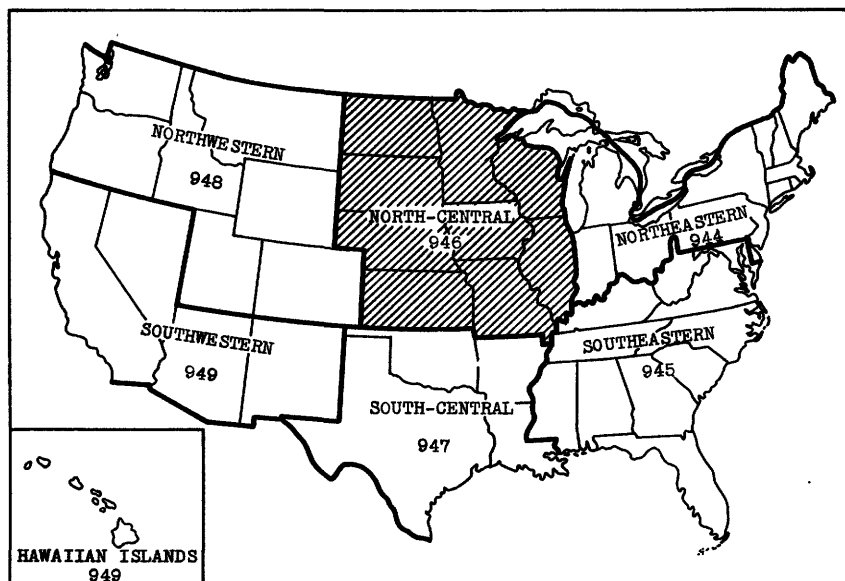 NORTHWESTERN
948
NORTH-CENTRAL
946
NORTHEASTERN
944
SOUTHWESTERN
949
SOUTHEASTERN
945
SOUTH-CENTRAL
947
HAWAIIAN ISLANDS
949